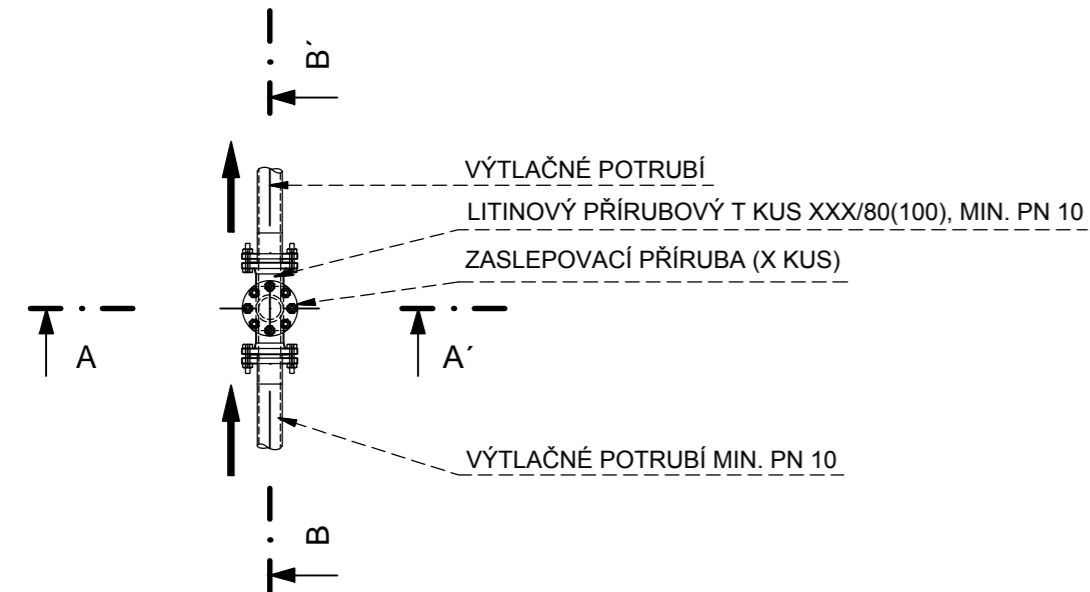 B´
VÝTLAČNÉ POTRUBÍ
LITINOVÝ PŘÍRUBOVÝ T KUS XXX/80(100), MIN. PN 10
ZASLEPOVACÍ PŘÍRUBA (X KUS)
A
A´
VÝTLAČNÉ POTRUBÍ MIN. PN 10
B